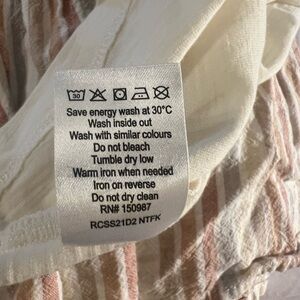 30
Save energy wash at 30°C
Wash inside out
Wash with similar colours
Do not bleach
Tumble dry low
Warm iron when needed
Iron on reverse
Do not dry clean
RN# 150987
RCSS21D2 NTFK